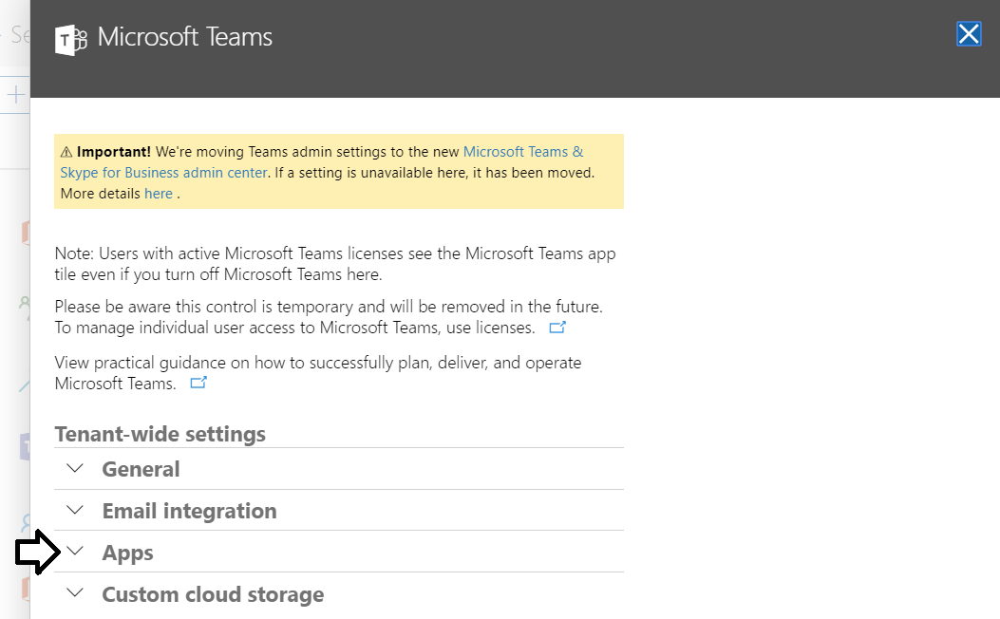 Se
Microsoft Teams
⚠ Important! We're moving Teams admin settings to the new Microsoft Teams &
Skype for Business admin center. If a setting is unavailable here, it has been moved.
More details here .
Note: Users with active Microsoft Teams licenses see the Microsoft Teams app
tile even if you turn off Microsoft Teams here.
Please be aware this control is temporary and will be removed in the future.
To manage individual user access to Microsoft Teams, use licenses.
View practical guidance on how to successfully plan, deliver, and operate
Microsoft Teams.
Tenant-wide settings
General
Email integration
Apps
Custom cloud storage